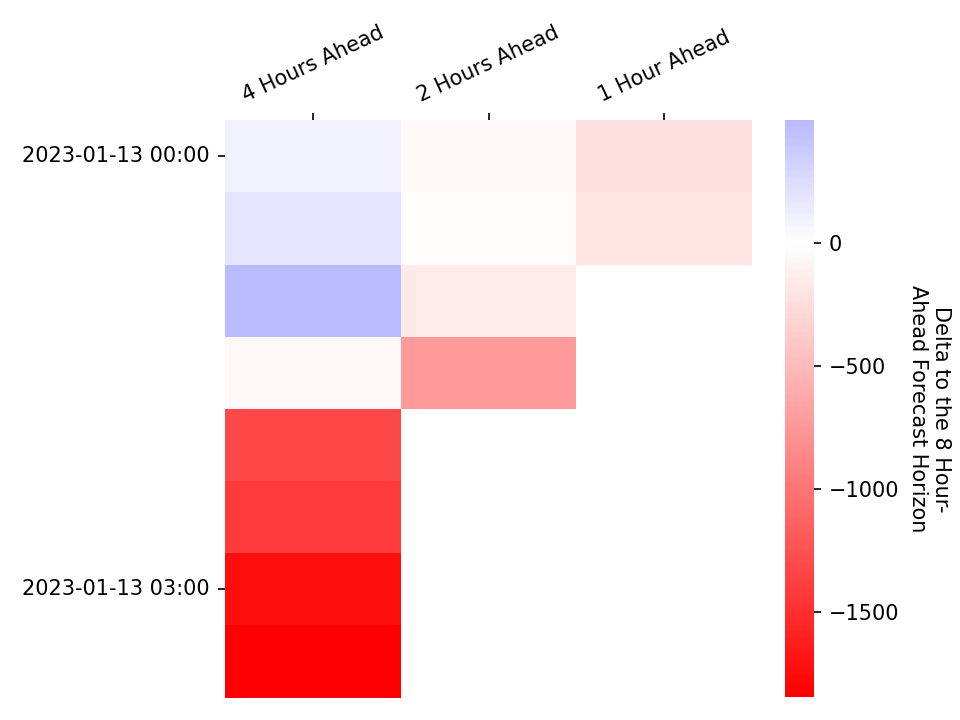 4 Hours Ahead
2 Hours Ahead
1 Hour Ahead
2023-01-13 00:00
2023-01-13 03:00
0
−500
−1000
−1500
Delta to the 8 Hour-
Ahead Forecast Horizon